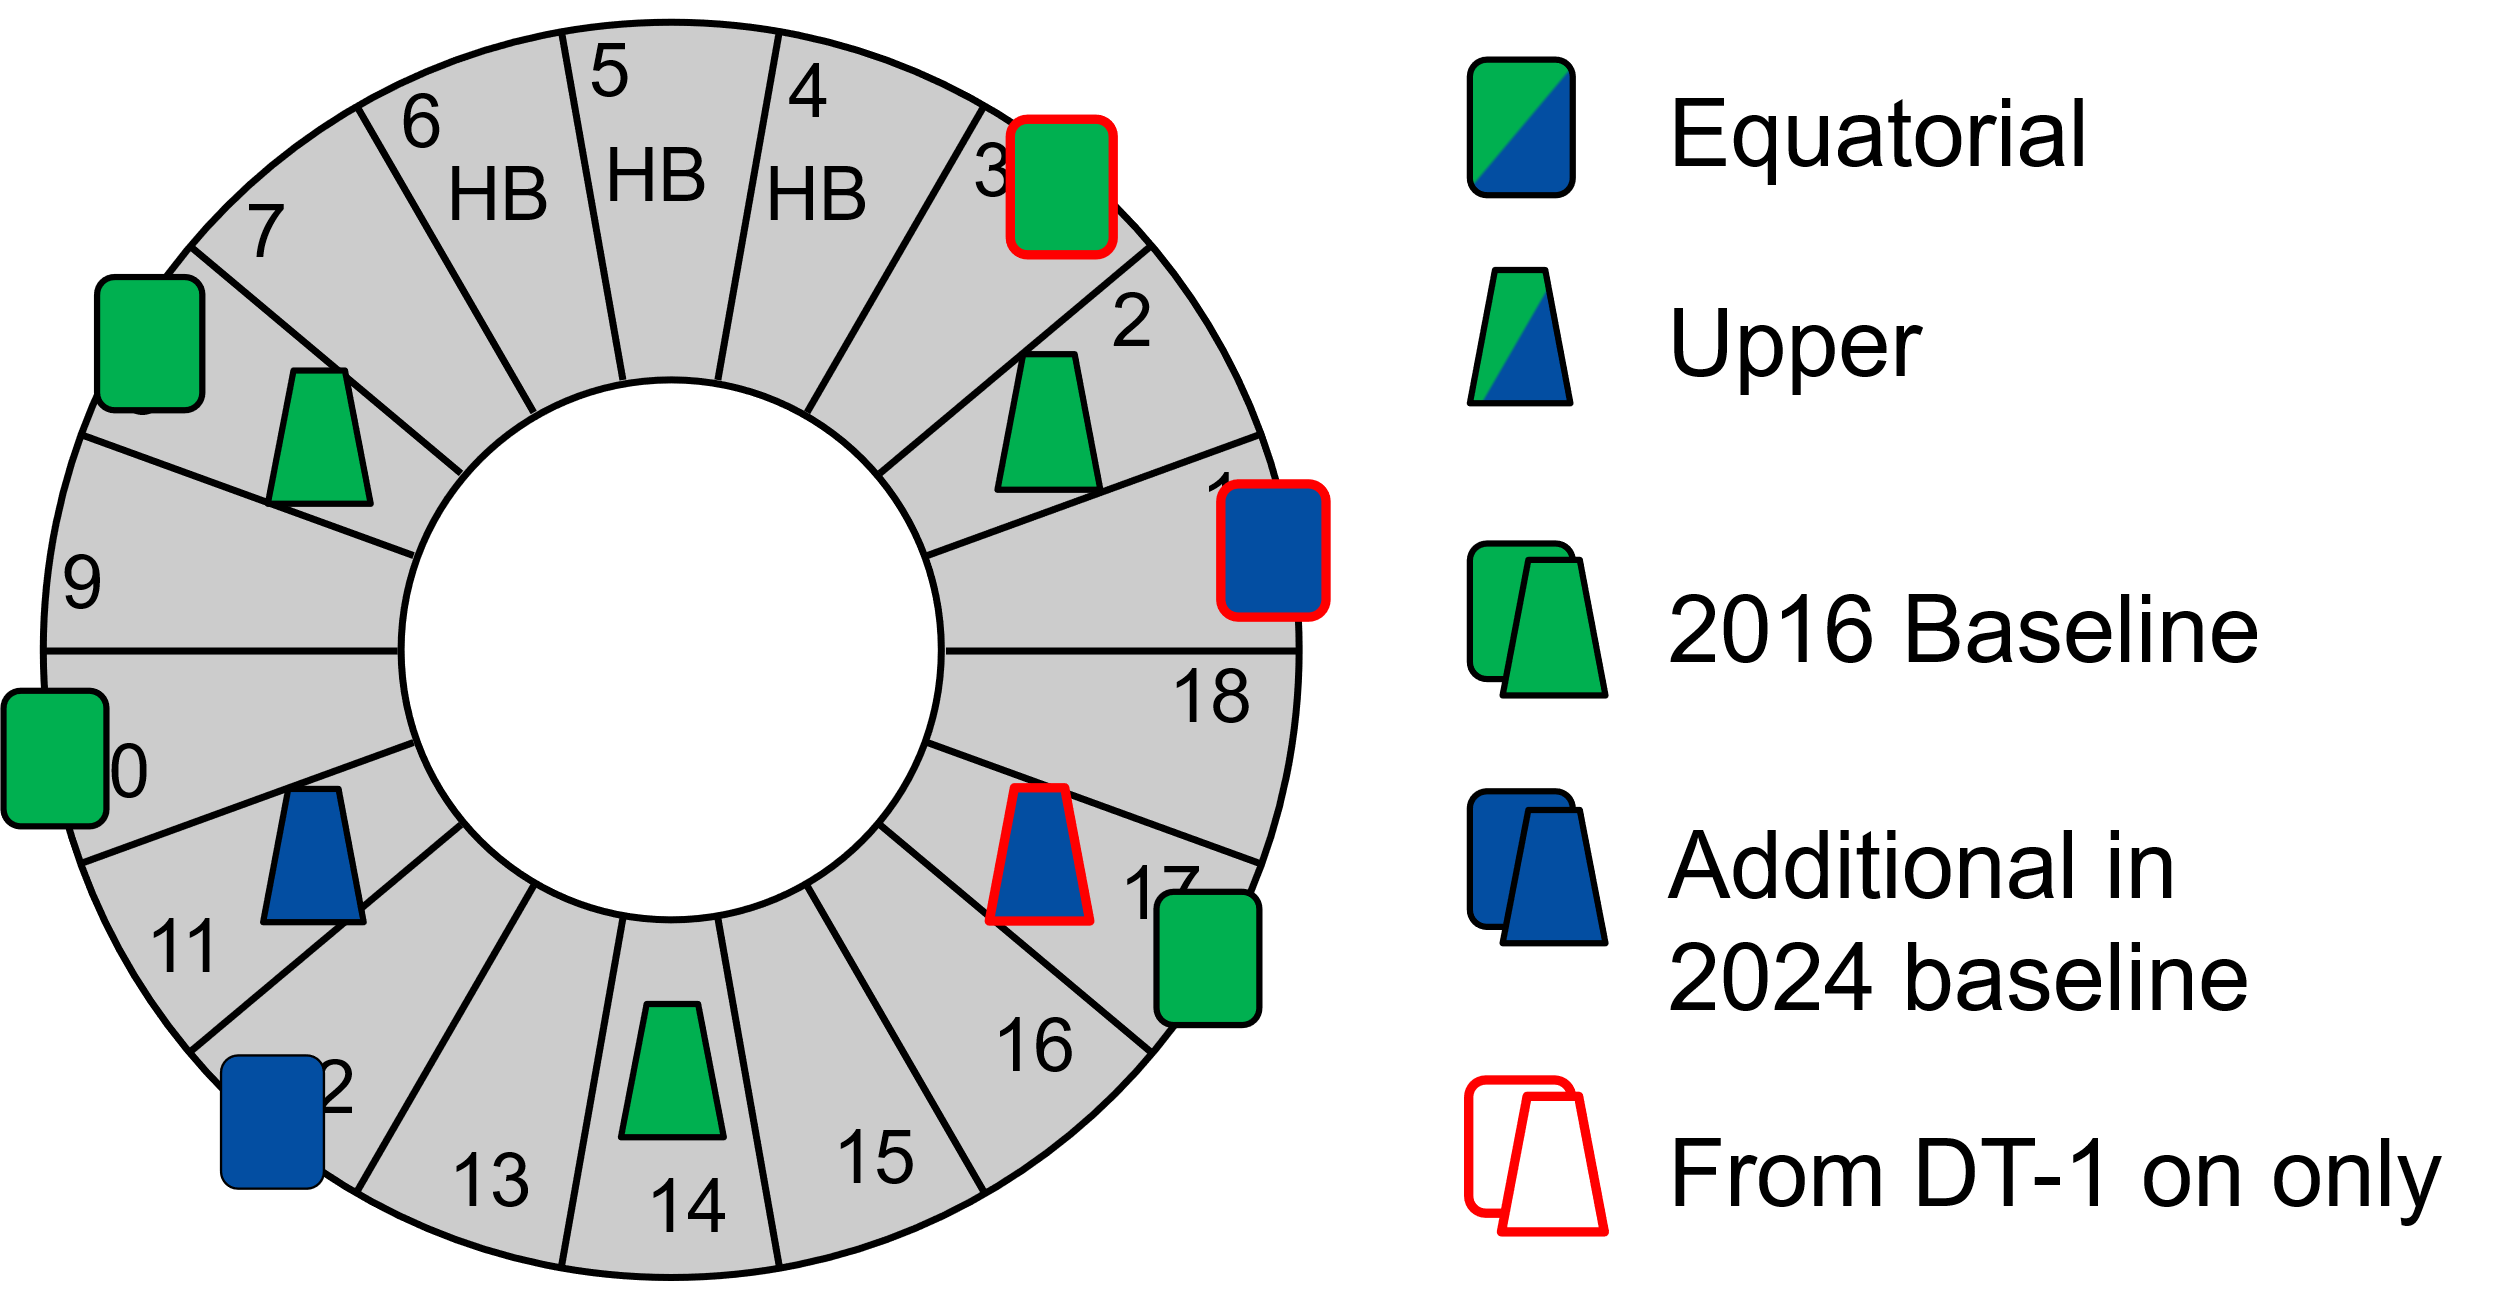 5
4
6
HB
HB
HB
3
7
2
Equatorial
Upper
9
2016 Baseline
18
0
17
11
Additional in
2024 baseline
16
2
13
14
15
From DT-1 on only